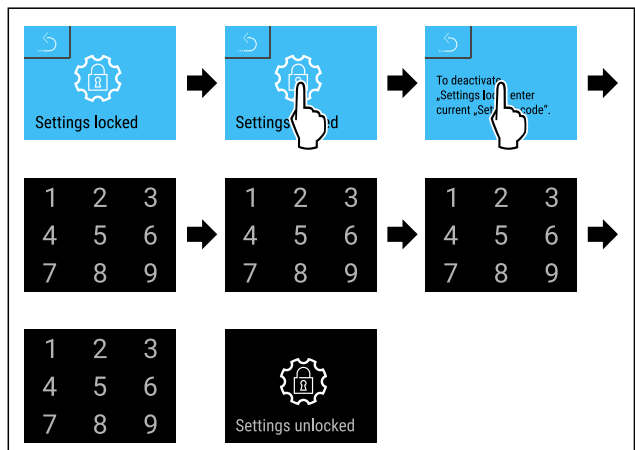 Settings locked
Settings
To deactivate
„Settings enter
current code“.
1 2 3
4 5 6
7 8 9
1 2 3
4 5 6
7 8 9
1 2 3
4 5 6
7 8 9
1 2 3
4 5 6
7 8 9
Settings unlocked